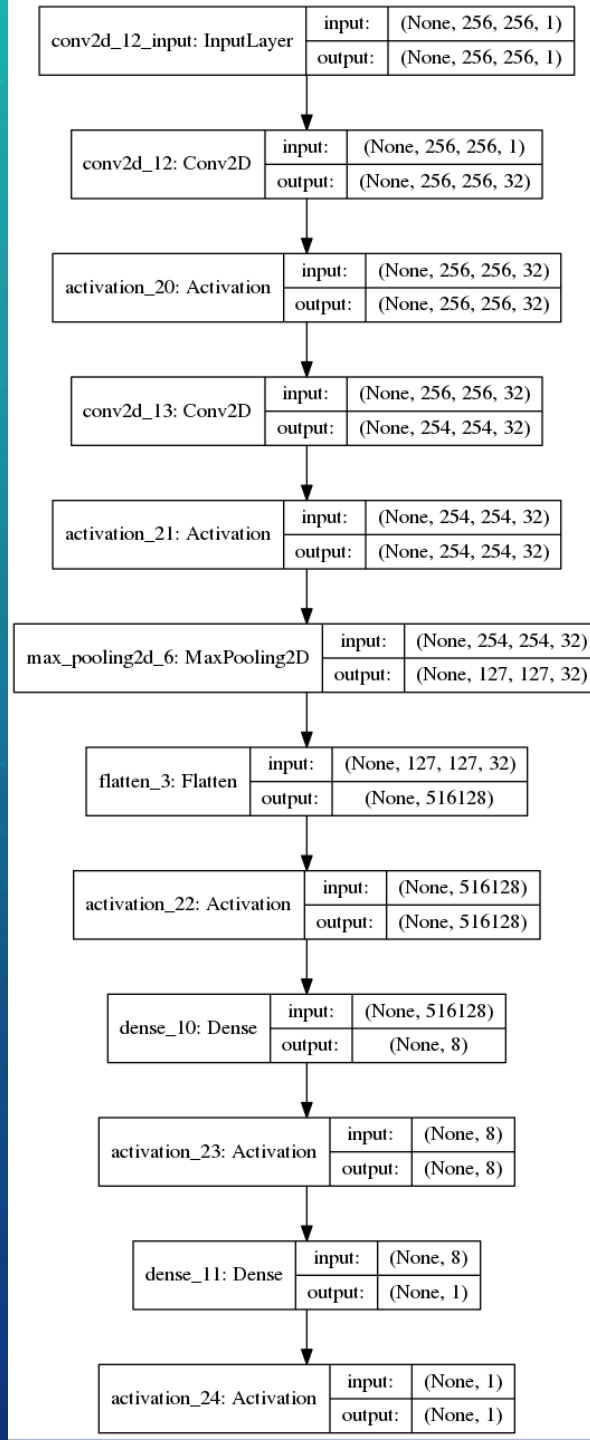 conv2d_12_input: InputLayer input: (None, 256, 256, 1)
output: (None, 256, 256, 1)
conv2d_12: Conv2D input: (None, 256, 256, 1)
output: (None, 256, 256, 32)
activation_20: Activation input: (None, 256, 256, 32)
output: (None, 256, 256, 32)
conv2d_13: Conv2D input: (None, 256, 256, 32)
output: (None, 254, 254, 32)
activation_21: Activation input: (None, 254, 254, 32)
output: (None, 254, 254, 32)
max_pooling2d_6: MaxPooling2D input: (None, 254, 254, 32)
output: (None, 127, 127, 32)
flatten_3: Flatten input: (None, 127, 127, 32)
output: (None, 516128)
activation_22: Activation input: (None, 516128)
output: (None, 516128)
dense_10: Dense input: (None, 516128)
output: (None, 8)
activation_23: Activation input: (None, 8)
output: (None, 8)
dense_11: Dense input: (None, 8)
output: (None, 1)
activation_24: Activation input: (None, 1)
output: (None, 1)